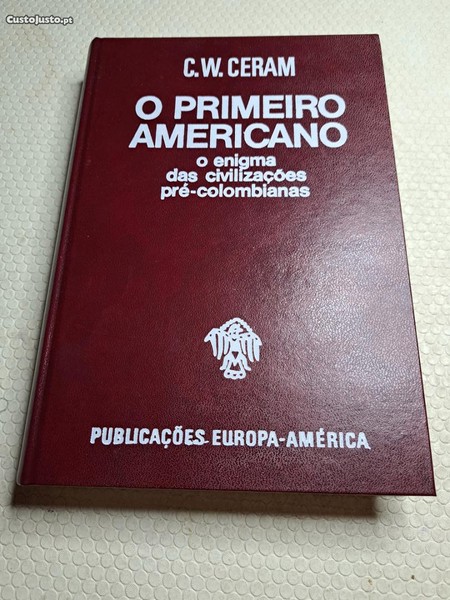 CustoJusto.pt
C.W. CERAM
O PRIMEIRO
AMERICANO
o enigma
das civilizações
pré-colombianas
PUBLICAÇÕES EUROPA-AMÉRICA